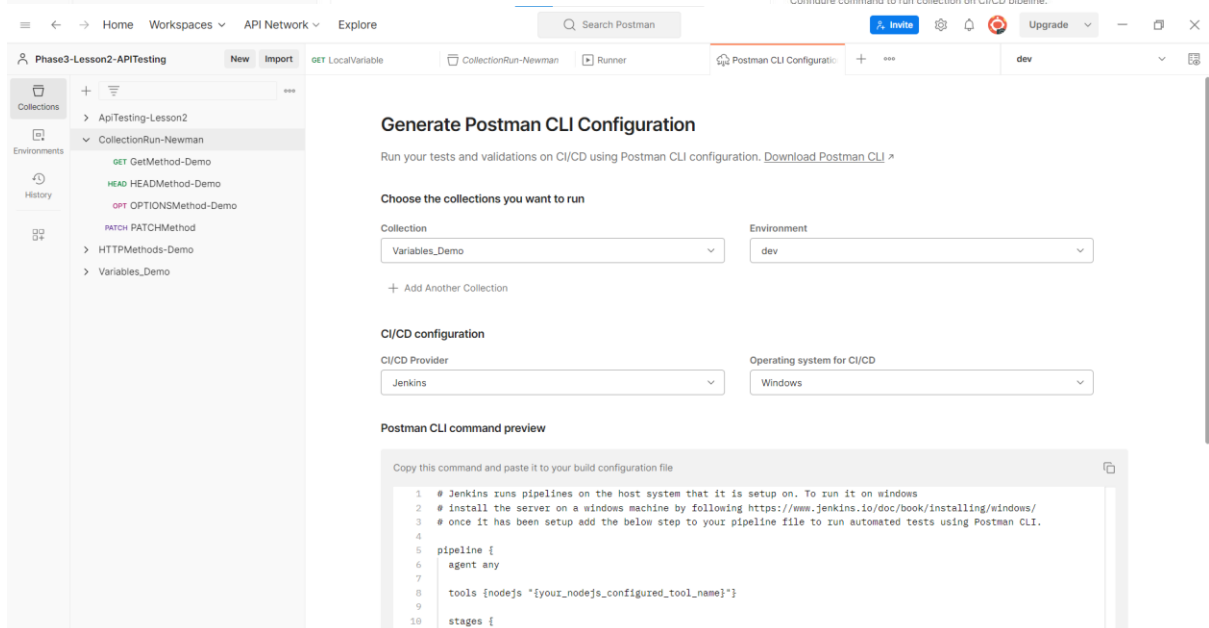 Configure command to run collection on CI/CD pipeline.
Home Workspaces API Network Explore Search Postman Invite Upgrade
Phase3-Lesson2-APITesting New Import GET LocalVariable CollectionRun-Newman Runner Postman CLI Configuratio dev
Collections
Environments
History
ApiTesting-Lesson2
CollectionRun-Newman
GET GetMethod-Demo
HEAD HEADMethod-Demo
OPT OPTIONSMethod-Demo
PATCH PATCHMethod
HTTPMethods-Demo
Variables_Demo
Generate Postman CLI Configuration
Run your tests and validations on CI/CD using Postman CLI configuration. Download Postman CLI
Choose the collections you want to run
Collection Environment
Variables_Demo dev
Add Another Collection
CI/CD configuration
CI/CD Provider Operating system for CI/CD
Jenkins Windows
Postman CLI command preview
Copy this command and paste it to your build configuration file
1 # Jenkins runs pipelines on the host system that it is setup on. To run it on windows
2 # install the server on a windows machine by following https://www.jenkins.io/doc/book/installing/windows/
3 # once it has been setup add the below step to your pipeline file to run automated tests using Postman CLI.
4
5 pipeline {
6 agent any
7
8 tools {nodejs "{your_nodejs_configured_tool_name}"}
9
10 stages {